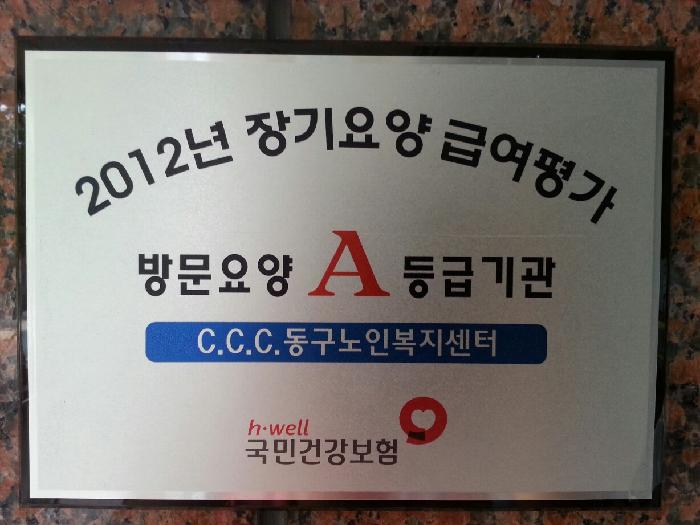 2012년 장기요양 급여평가
방문요양 A 등급기관
C.C.C.동구노인복지센터
h·well
국민건강보험